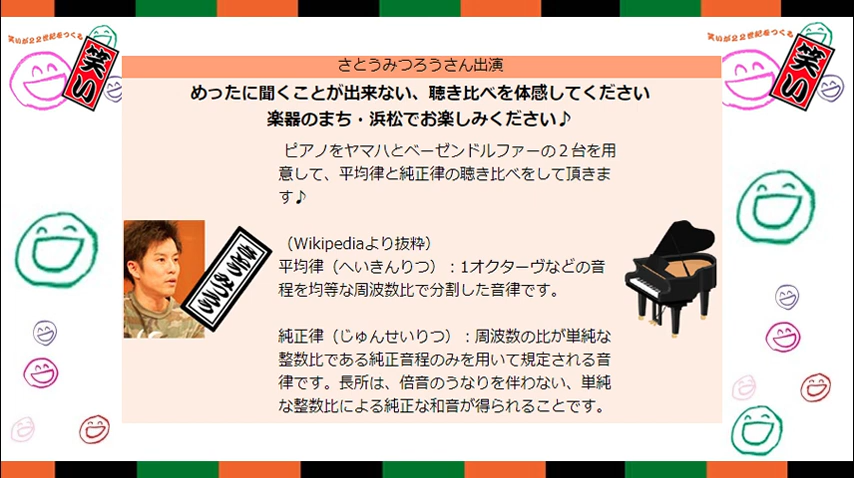 笑いが２２世紀をつくる
笑い
笑いが２２世紀をつくる
笑い
さとうみつろうさん出演
めったに聞くことが出来ない、聴き比べを体感してください
楽器のまち・浜松でお楽しみください♪
ピアノをヤマハとベーゼンドルファーの２台を用
意して、平均律と純正律の聴き比べをして頂きま
す♪
（Wikipediaより抜粋）
平均律（へいきんりつ）：1オクターヴなどの音
程を均等な周波数比で分割した音律です。
さとうみつろう
純正律（じゅんせいりつ）：周波数の比が単純な
整数比である純正音程のみを用いて規定される音
律です。長所は、倍音のうなりを伴わない、単純
な整数比による純正な和音が得られることです。